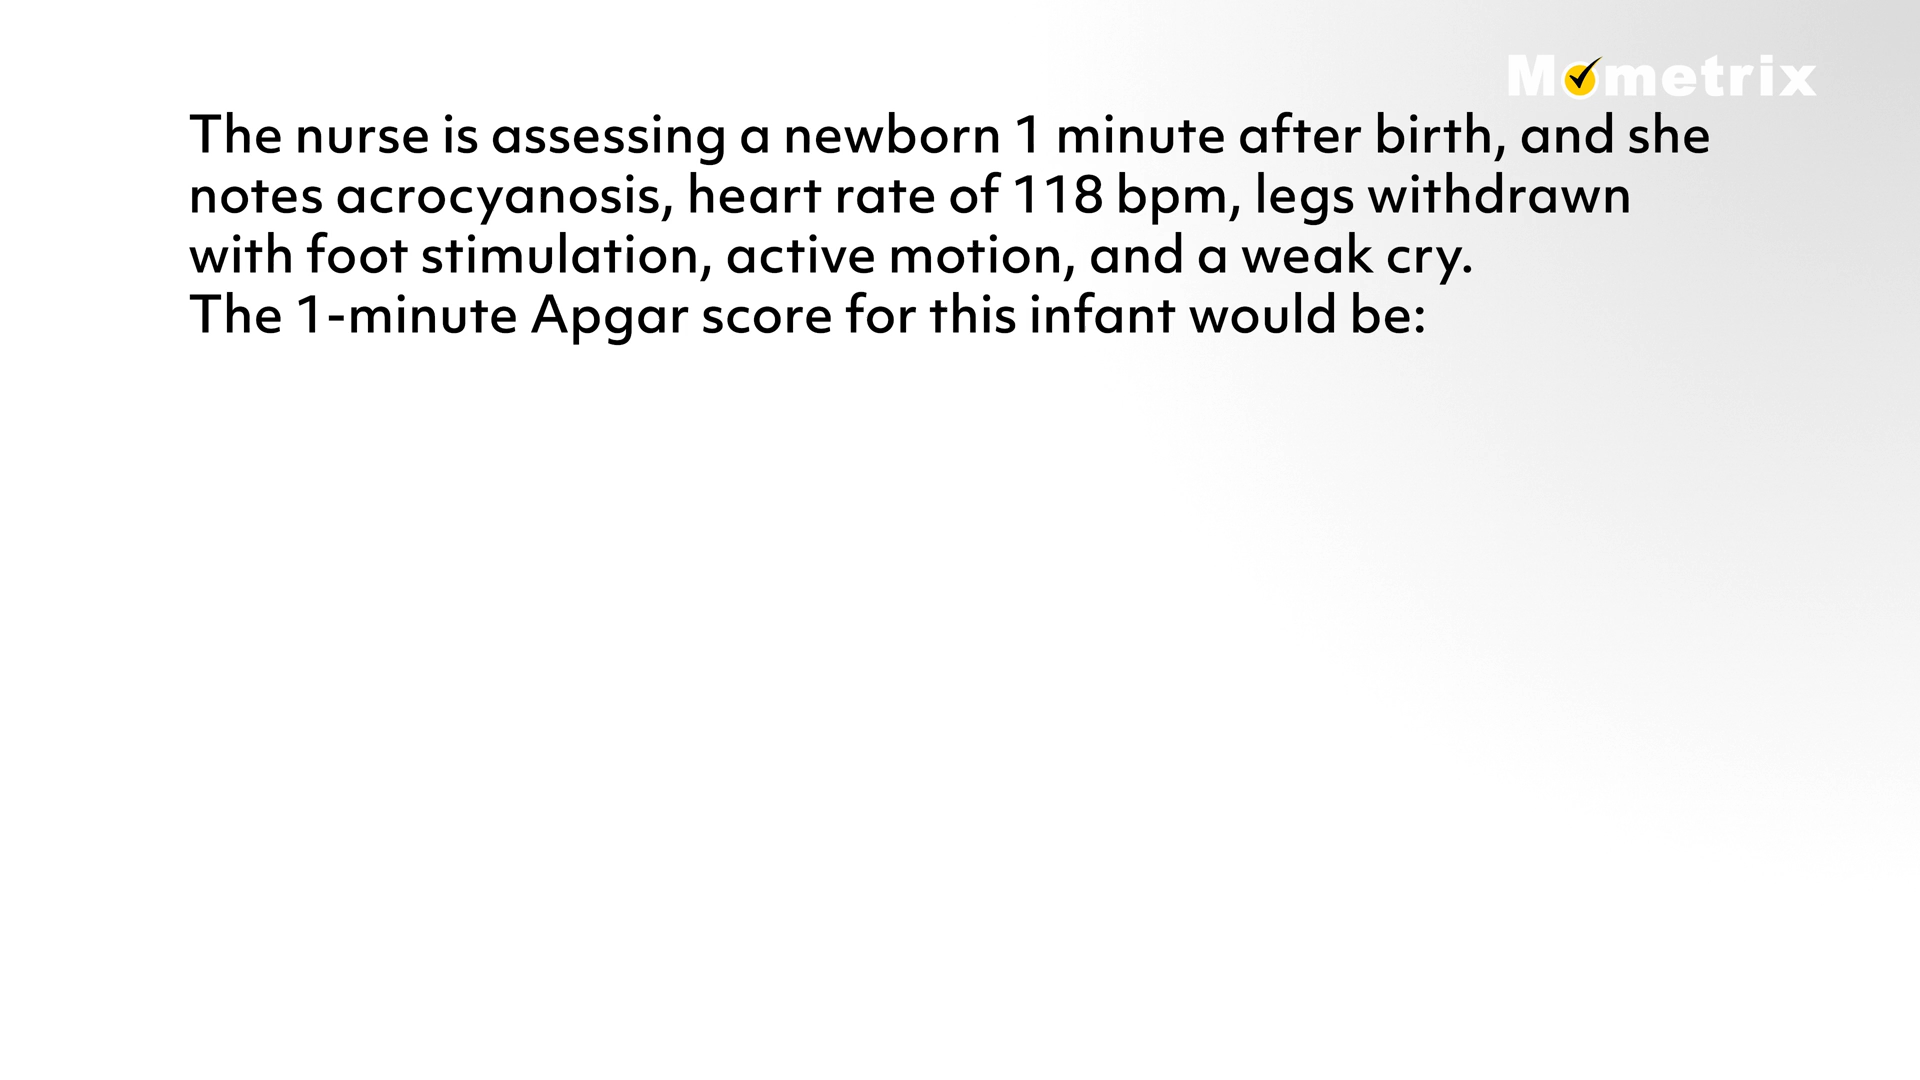 Mometrix
The nurse is assessing a newborn 1 minute after birth, and she
notes acrocyanosis, heart rate of 118 bpm, legs withdrawn
with foot stimulation, active motion, and a weak cry.
The 1-minute Apgar score for this infant would be: